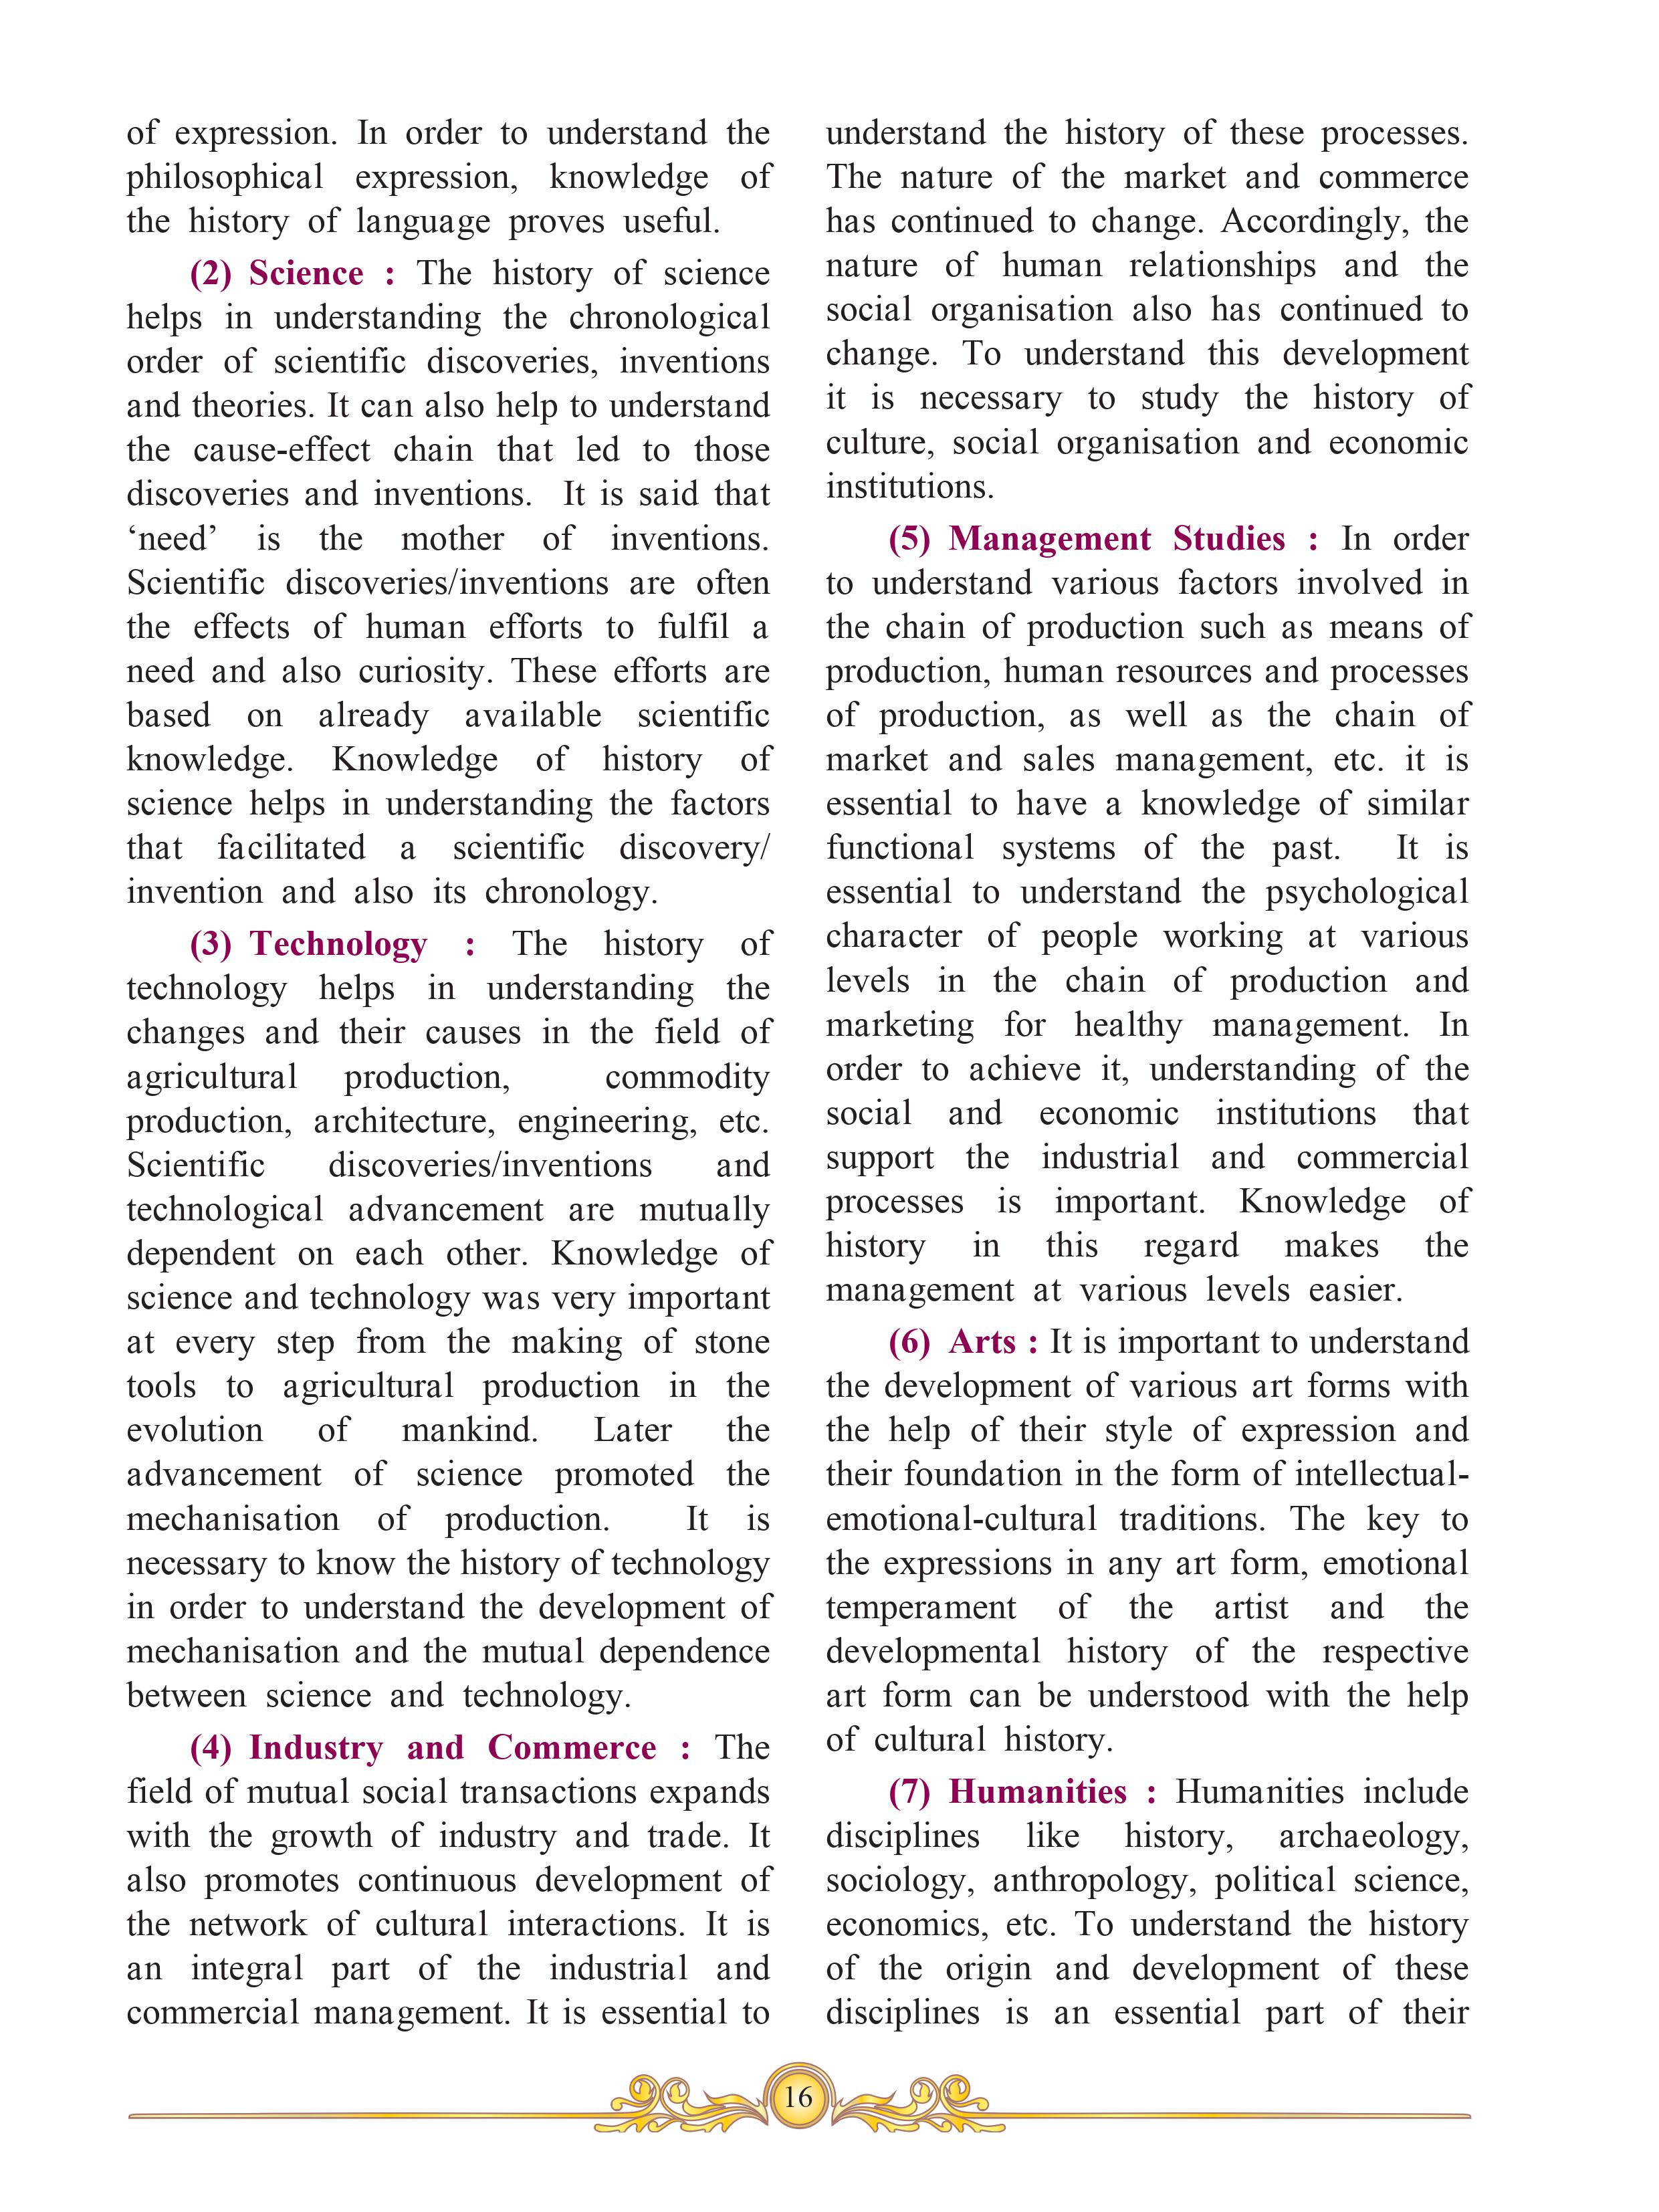 of expression. In order to understand the
philosophical expression, knowledge of
the history of language proves useful.
(2) Science : The history of science
helps in understanding the chronological
order of scientific discoveries, inventions
and theories. It can also help to understand
the cause-effect chain that led to those
discoveries and inventions. It is said that
‘need’ is the mother of inventions.
Scientific discoveries/inventions are often
the effects of human efforts to fulfil a
need and also curiosity. These efforts are
based on already available scientific
knowledge. Knowledge of history of
science helps in understanding the factors
that facilitated a scientific discovery/
invention and also its chronology.
(3) Technology : The history of
technology helps in understanding the
changes and their causes in the field of
agricultural production, commodity
production, architecture, engineering, etc.
Scientific discoveries/inventions and
technological advancement are mutually
dependent on each other. Knowledge of
science and technology was very important
at every step from the making of stone
tools to agricultural production in the
evolution of mankind. Later the
advancement of science promoted the
mechanisation of production. It is
necessary to know the history of technology
in order to understand the development of
mechanisation and the mutual dependence
between science and technology.
(4) Industry and Commerce : The
field of mutual social transactions expands
with the growth of industry and trade. It
also promotes continuous development of
the network of cultural interactions. It is
an integral part of the industrial and
commercial management. It is essential to
understand the history of these processes.
The nature of the market and commerce
has continued to change. Accordingly, the
nature of human relationships and the
social organisation also has continued to
change. To understand this development
it is necessary to study the history of
culture, social organisation and economic
institutions.
(5) Management Studies : In order
to understand various factors involved in
the chain of production such as means of
production, human resources and processes
of production, as well as the chain of
market and sales management, etc. it is
essential to have a knowledge of similar
functional systems of the past. It is
essential to understand the psychological
character of people working at various
levels in the chain of production and
marketing for healthy management. In
order to achieve it, understanding of the
social and economic institutions that
support the industrial and commercial
processes is important. Knowledge of
history in this regard makes the
management at various levels easier.
(6) Arts : It is important to understand
the development of various art forms with
the help of their style of expression and
their foundation in the form of intellectual-
emotional-cultural traditions. The key to
the expressions in any art form, emotional
temperament of the artist and the
developmental history of the respective
art form can be understood with the help
of cultural history.
(7) Humanities : Humanities include
disciplines like history, archaeology,
sociology, anthropology, political science,
economics, etc. To understand the history
of the origin and development of these
disciplines is an essential part of their
16